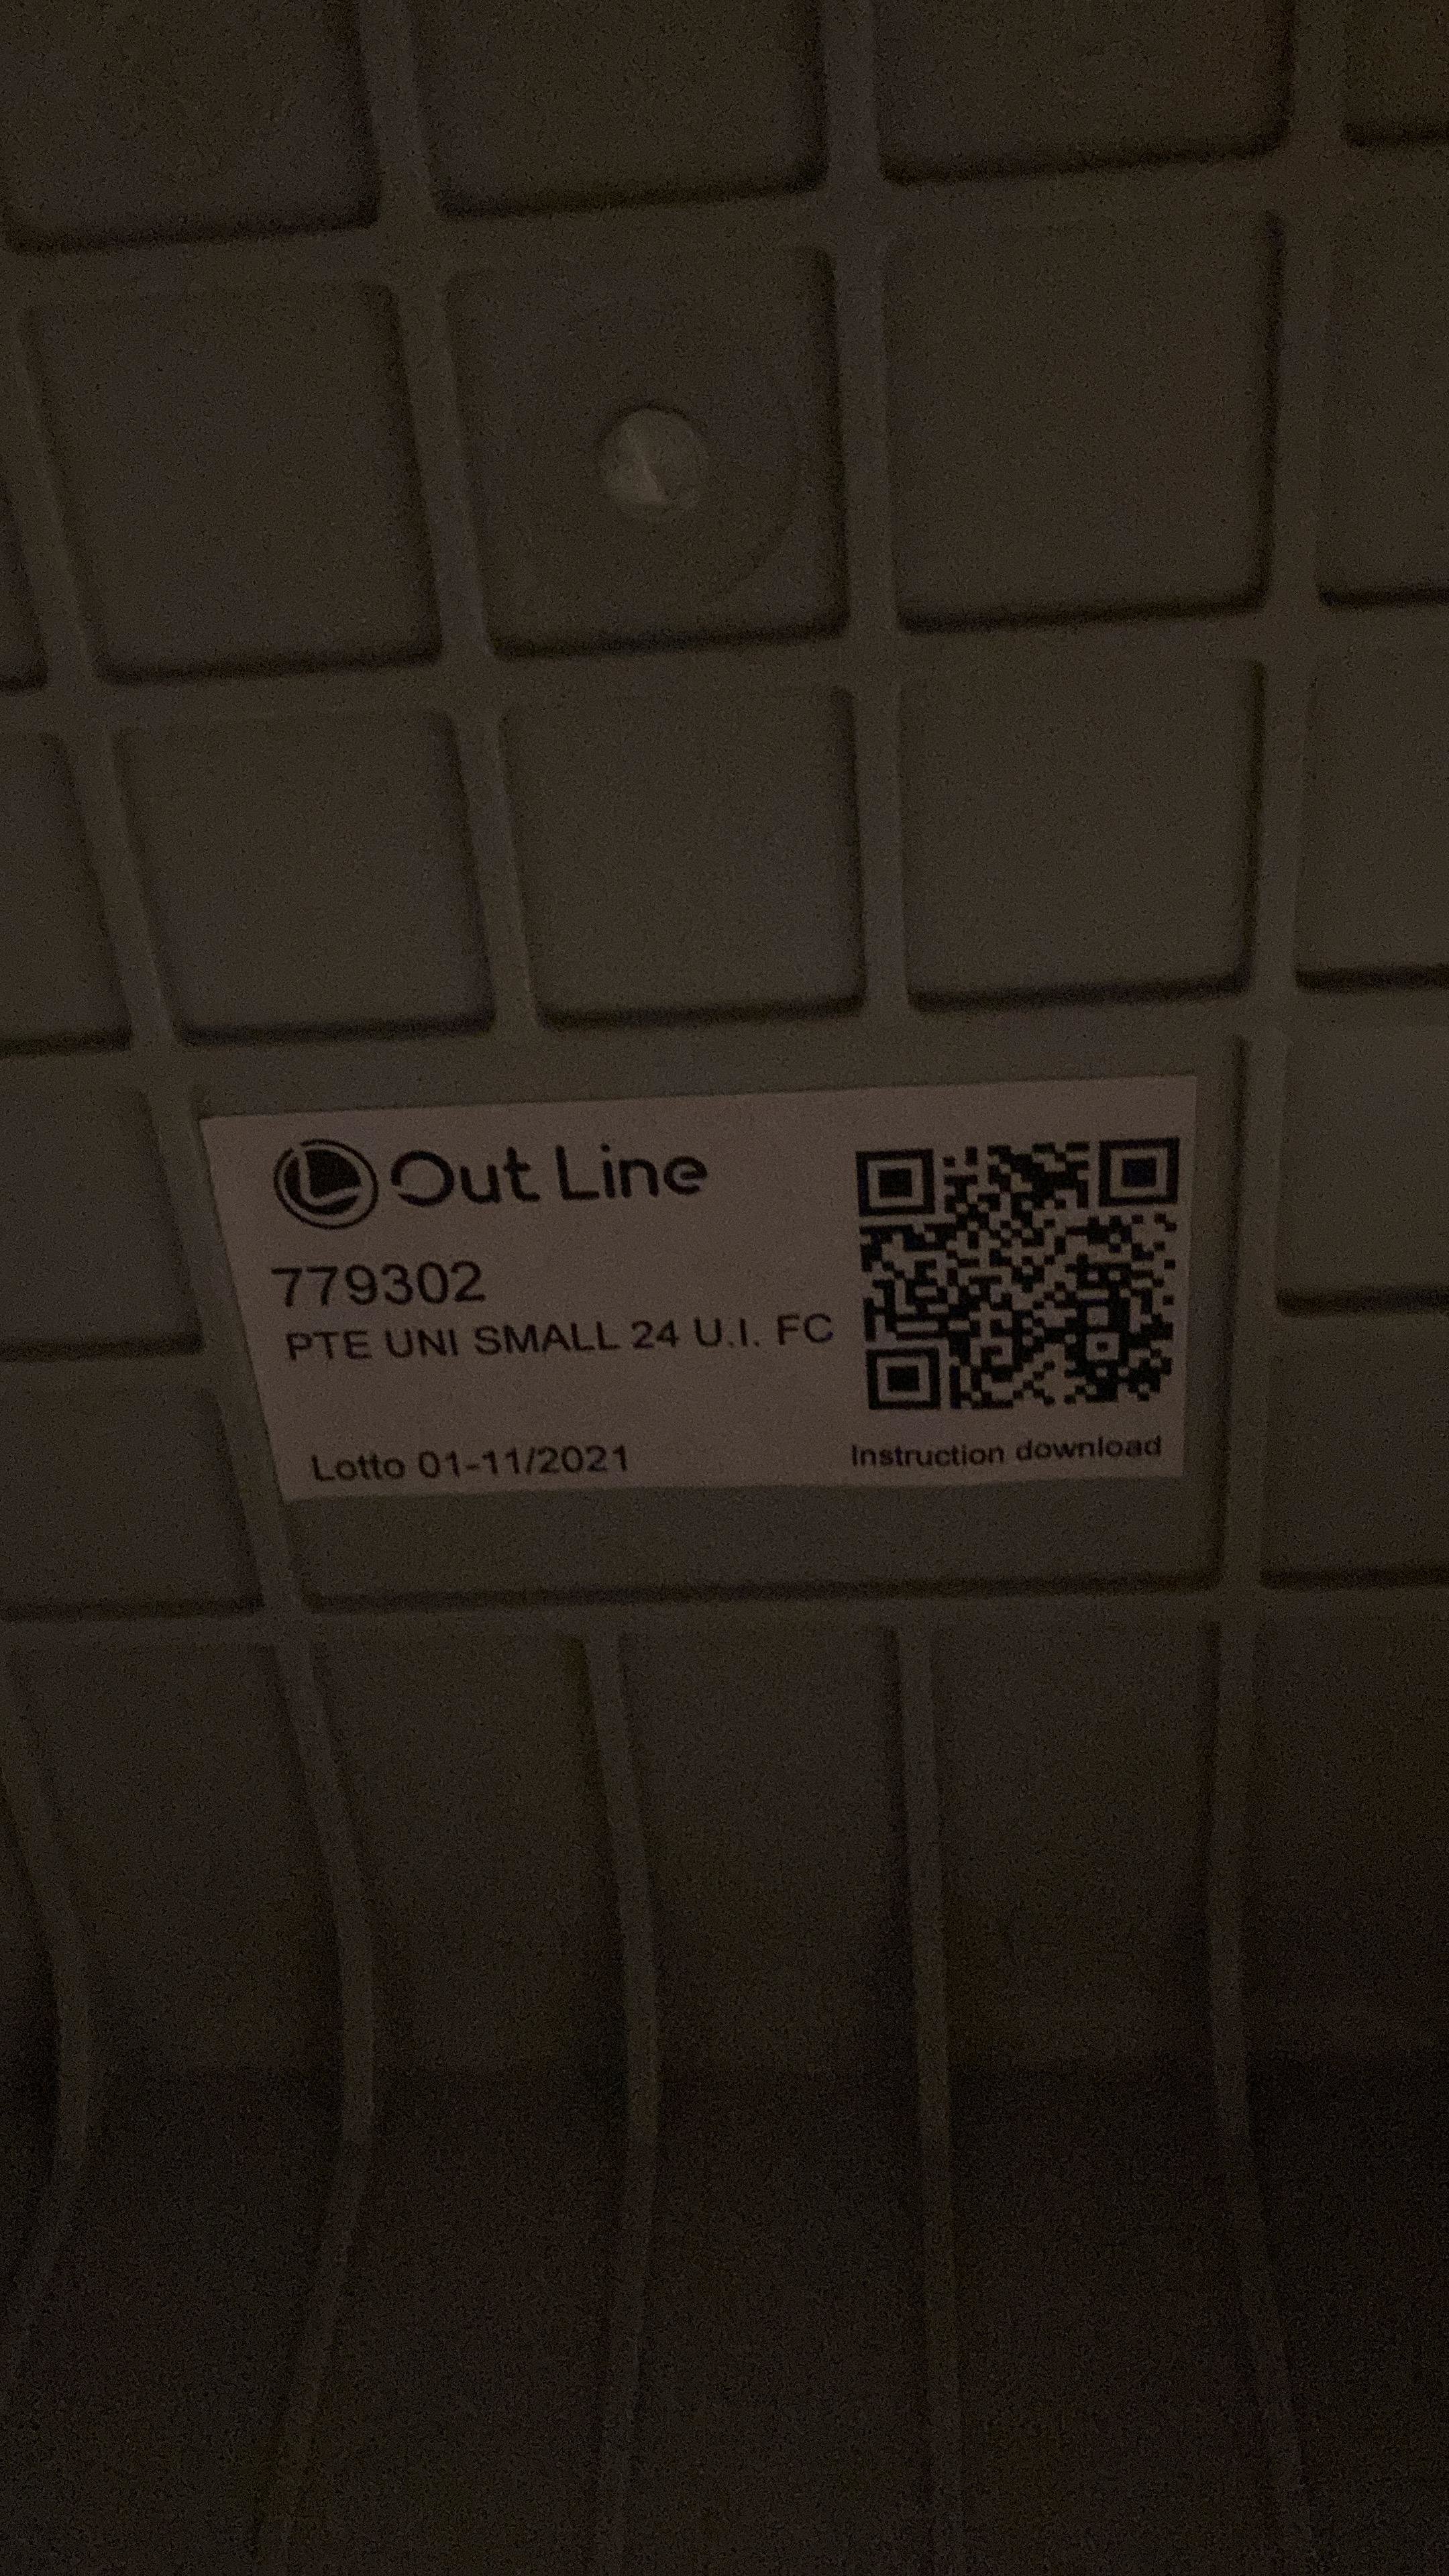 Out Line
779302
PTE UNI SMALL 24 U.I. FC
Lotto 01-11/2021
Instruction download